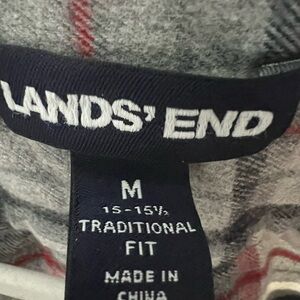 LANDS' END
M
15-15½
TRADITIONAL
FIT
MADE IN
CHINA